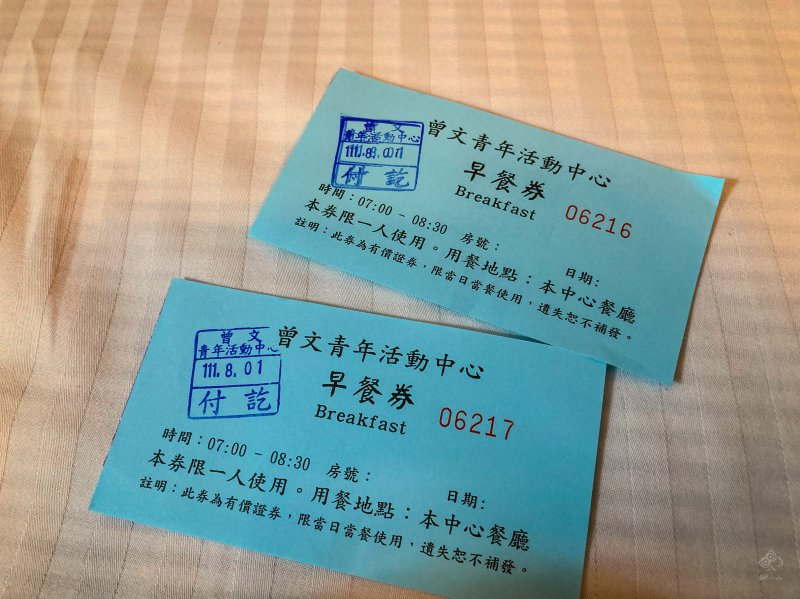 曾文
青年活動中心
付訖
曾文青年活動中心
早餐券
Breakfast
06216
時間：07:00 - 08:30 房號： 日期：
本券限一人使用。用餐地點：本中心餐廳
註明：此券為有價證券，限當日當餐使用，遺失恕不補發。
曾文
青年活動中心
111.8.01
付訖
曾文青年活動中心
早餐券
Breakfast
06217
時間：07:00 - 08:30 房號： 日期：
本券限一人使用。用餐地點：本中心餐廳
註明：此券為有價證券，限當日當餐使用，遺失恕不補發。